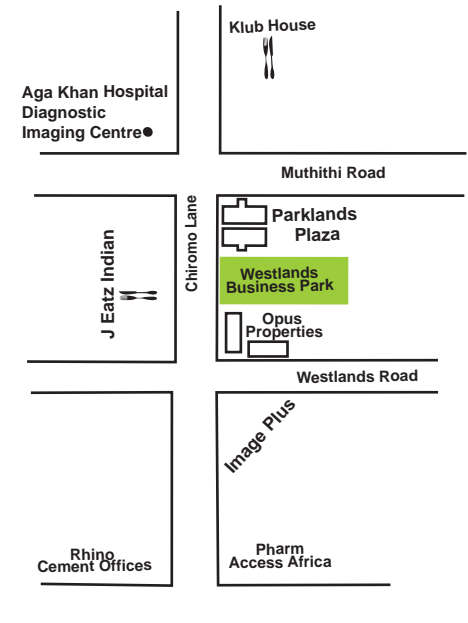 Klub House
Aga Khan Hospital
Diagnostic
Imaging Centre
Muthithi Road
Chiromo Lane
Parklands
Plaza
J Eatz Indian
Westlands
Business Park
Opus
Properties
Westlands Road
Image Plus
Rhino
Cement Offices
Pharm
Access Africa